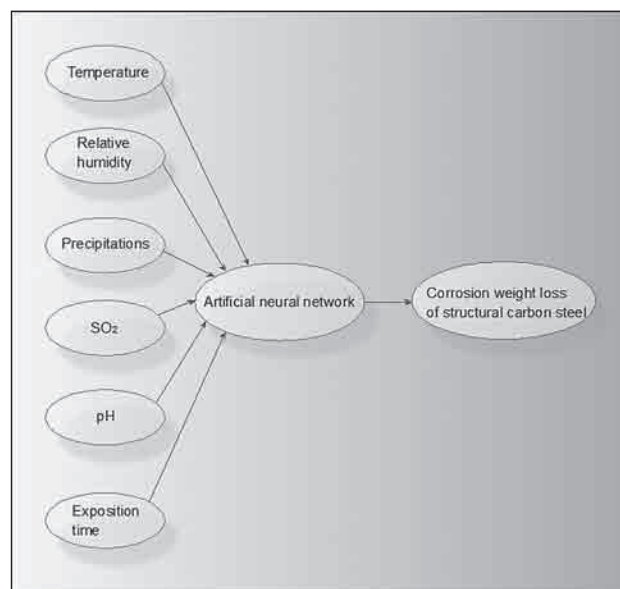 Temperature
Relative
humidity
Precipitations
SO₂
pH
Exposition
time
Artificial neural network
Corrosion weight loss
of structural carbon steel